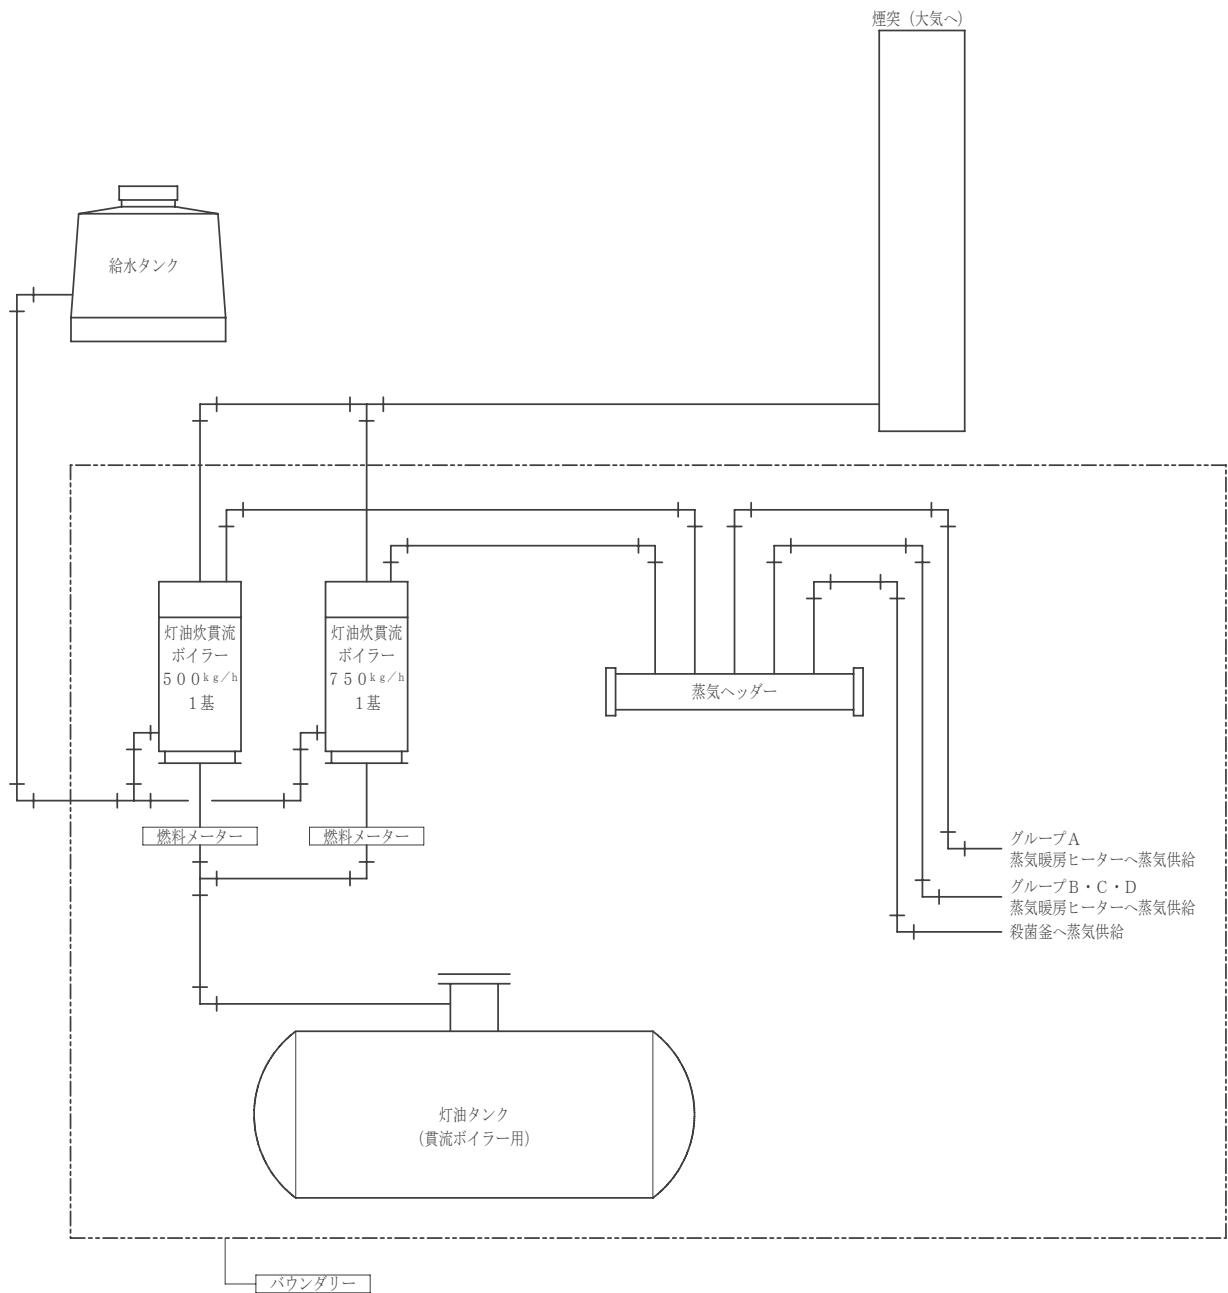 煙突（大気へ）
給水タンク
灯油炊貫流
ボイラー
５００kg/h
１基
灯油炊貫流
ボイラー
７５０kg/h
１基
蒸気ヘッダー
燃料メーター
燃料メーター
グループＡ
蒸気暖房ヒーターへ蒸気供給
グループＢ・Ｃ・Ｄ
蒸気暖房ヒーターへ蒸気供給
殺菌釜へ蒸気供給
灯油タンク
（貫流ボイラー用）
バウンダリー